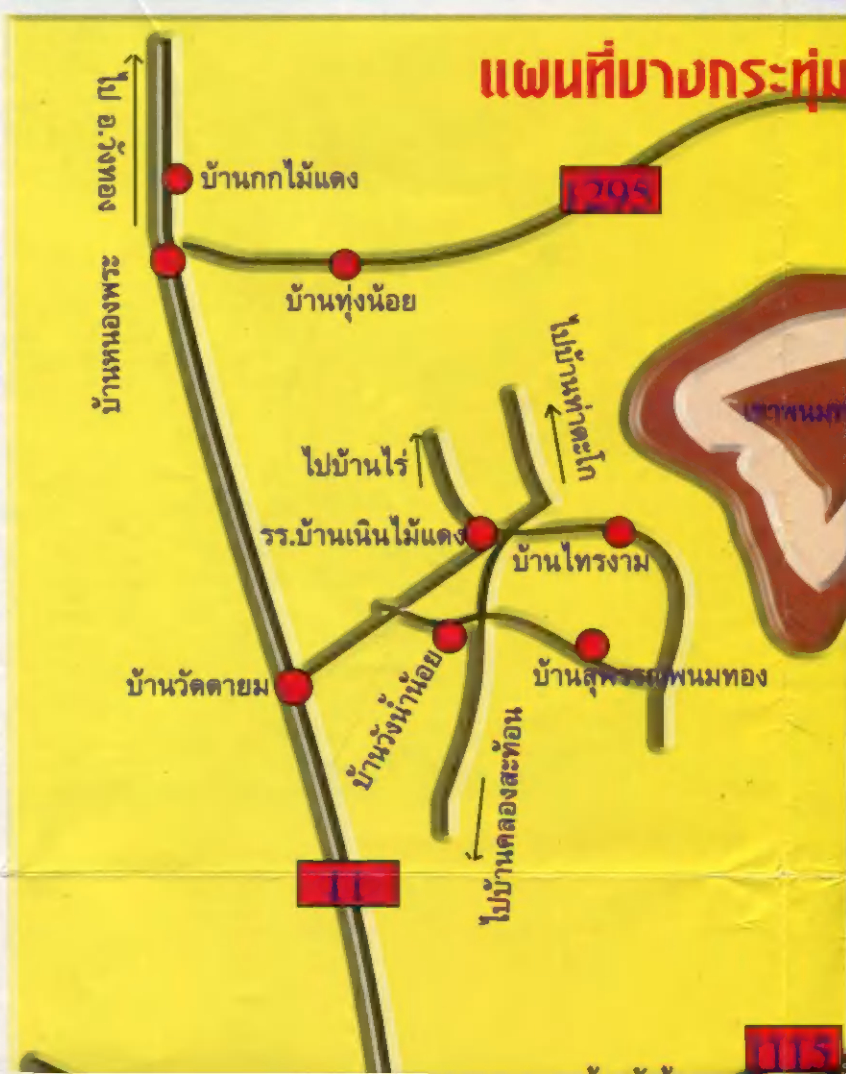 แผนที่บางกระทุ่ม
ไป อ.วังทอง
บ้านกกไม้แดง
1295
บ้านหนองพระ
บ้านทุ่งน้อย
ไปบ้านท่าตะโก
ไปบ้านไร่
รร.บ้านเนินไม้แดง
บ้านไทรงาม
บ้านวัดตายม
บ้านวังน้ำน้อย
บ้านสุพรรณพนมทอง
ไปบ้านคลองสะท้อน
11
1115